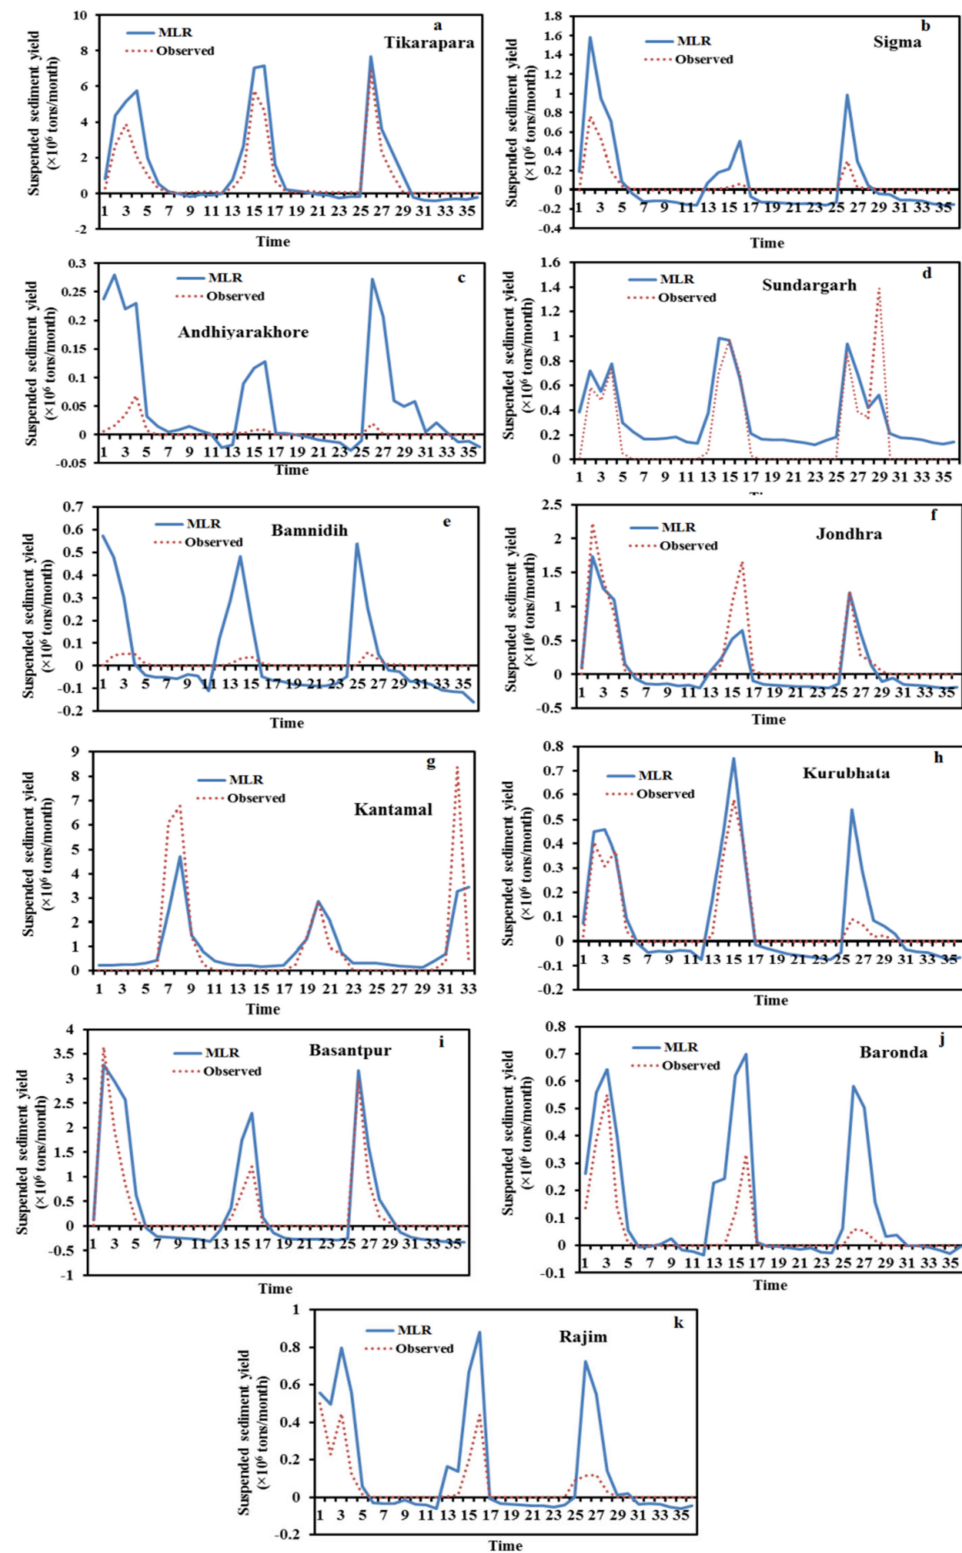 a
Tikarapara
MLR
Observed
Suspended sediment yield
(×10⁶ tons/month)
10
8
6
4
2
0
-2
1 3 5 7 9 11 13 15 17 19 21 23 25 27 29 31 33 35
Time
b
Sigma
MLR
Observed
Suspended sediment yield
(×10⁶ tons/month)
1.8
1.6
1.4
1.2
1
0.8
0.6
0.4
0.2
0
-0.2
-0.4
1 3 5 7 9 11 13 15 17 19 21 23 25 27 29 31 33 35
Time
c
Andhiyarakhore
MLR
Observed
Suspended sediment yield
(×10⁶ tons/month)
0.3
0.25
0.2
0.15
0.1
0.05
0
-0.05
1 3 5 7 9 11 13 15 17 19 21 23 25 27 29 31 33 35
Time
d
Sundargarh
MLR
Observed
Suspended sediment yield
(×10⁶ tons/month)
1.6
1.4
1.2
1
0.8
0.6
0.4
0.2
0
1 3 5 7 9 11 13 15 17 19 21 23 25 27 29 31 33 35
e
Bamnidih
MLR
Observed
Suspended sediment yield
(×10⁶ tons/month)
0.7
0.6
0.5
0.4
0.3
0.2
0.1
0
-0.1
-0.2
1 3 5 7 9 11 13 15 17 19 21 23 25 27 29 31 33 35
Time
f
Jondhra
MLR
Observed
Suspended sediment yield
(×10⁶ tons/month)
2.5
2
1.5
1
0.5
0
-0.5
1 3 5 7 9 11 13 15 17 19 21 23 25 27 29 31 33 35
Time
g
Kantamal
MLR
Observed
Suspended sediment yield
(×10⁶ tons/month)
9
8
7
6
5
4
3
2
1
0
1 3 5 7 9 11 13 15 17 19 21 23 25 27 29 31 33
Time
h
Kurubhata
MLR
Observed
Suspended sediment yield
(×10⁶ tons/month)
0.8
0.7
0.6
0.5
0.4
0.3
0.2
0.1
0
-0.1
-0.2
1 3 5 7 9 11 13 15 17 19 21 23 25 27 29 31 33 35
Time
i
Basantpur
MLR
Observed
Suspended sediment yield
(×10⁶ tons/month)
4
3.5
3
2.5
2
1.5
1
0.5
0
-0.5
-1
1 3 5 7 9 11 13 15 17 19 21 23 25 27 29 31 33 35
Time
j
Baronda
MLR
Observed
Suspended sediment yield
(×10⁶ tons/month)
0.8
0.7
0.6
0.5
0.4
0.3
0.2
0.1
0
-0.1
1 3 5 7 9 11 13 15 17 19 21 23 25 27 29 31 33 35
Time
k
Rajim
MLR
Observed
Suspended sediment yield
(×10⁶ tons/month)
1
0.8
0.6
0.4
0.2
0
-0.2
1 3 5 7 9 11 13 15 17 19 21 23 25 27 29 31 33 35
Time